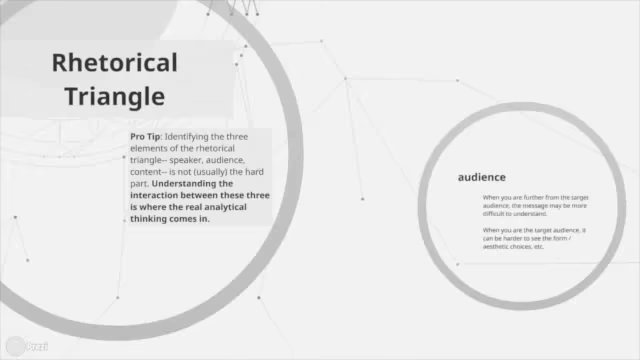 Rhetorical
Triangle
Pro Tip: Identifying the three
elements of the rhetorical
triangle-- speaker, audience,
content-- is not (usually) the hard
part. Understanding the
interaction between these three
is where the real analytical
thinking comes in.
audience
When you are further from the target
audience, the message may be more
difficult to understand.
When you are the target audience, it
can be harder to see the form /
aesthetic choices, etc.
Prezi